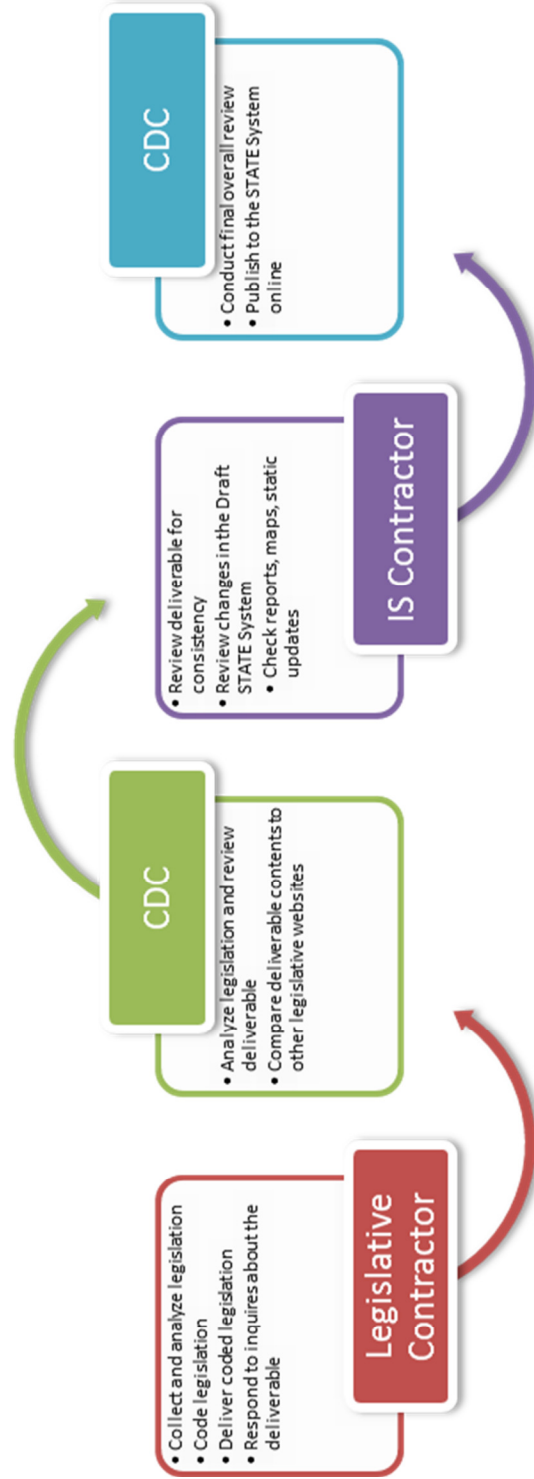 • Collect and analyze legislation
• Code legislation
• Deliver coded legislation
• Respond to inquires about the
deliverable
Legislative
Contractor
CDC
• Analyze legislation and review
deliverable
• Compare deliverable contents to
other legislative websites
• Review deliverable for
consistency
• Review changes in the Draft
STATE System
• Check reports, maps, static
updates
IS Contractor
CDC
• Conduct final overall review
• Publish to the STATE System
online